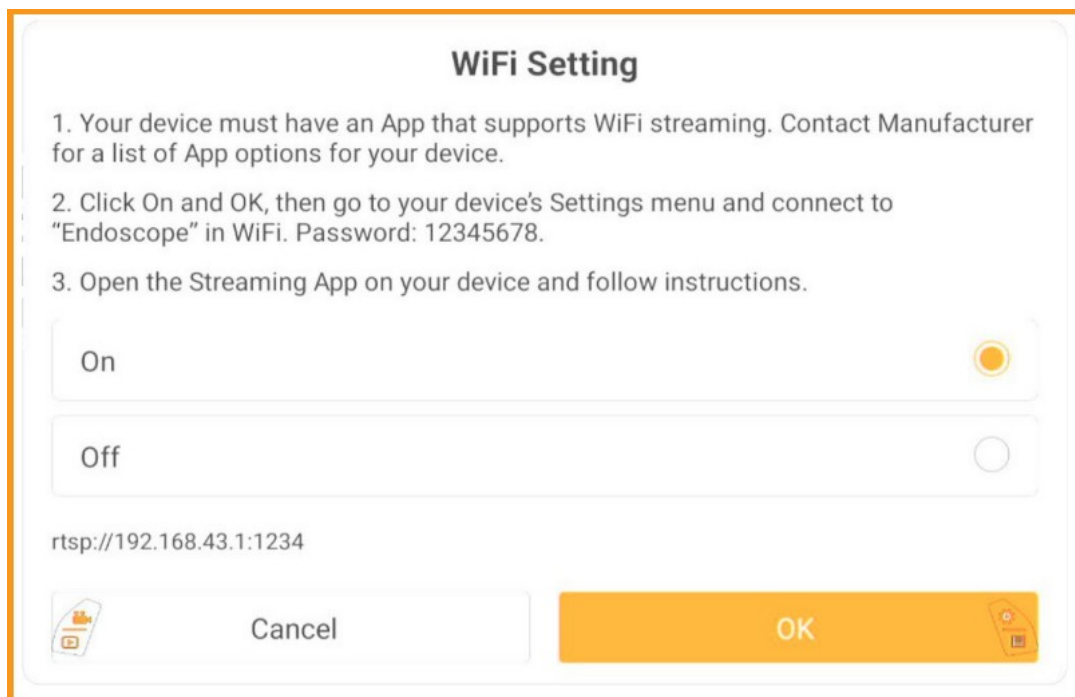 WiFi Setting
1. Your device must have an App that supports WiFi streaming. Contact Manufacturer
for a list of App options for your device.
2. Click On and OK, then go to your device’s Settings menu and connect to
“Endoscope” in WiFi. Password: 12345678.
3. Open the Streaming App on your device and follow instructions.
On
Off
rtsp://192.168.43.1:1234
Cancel
OK